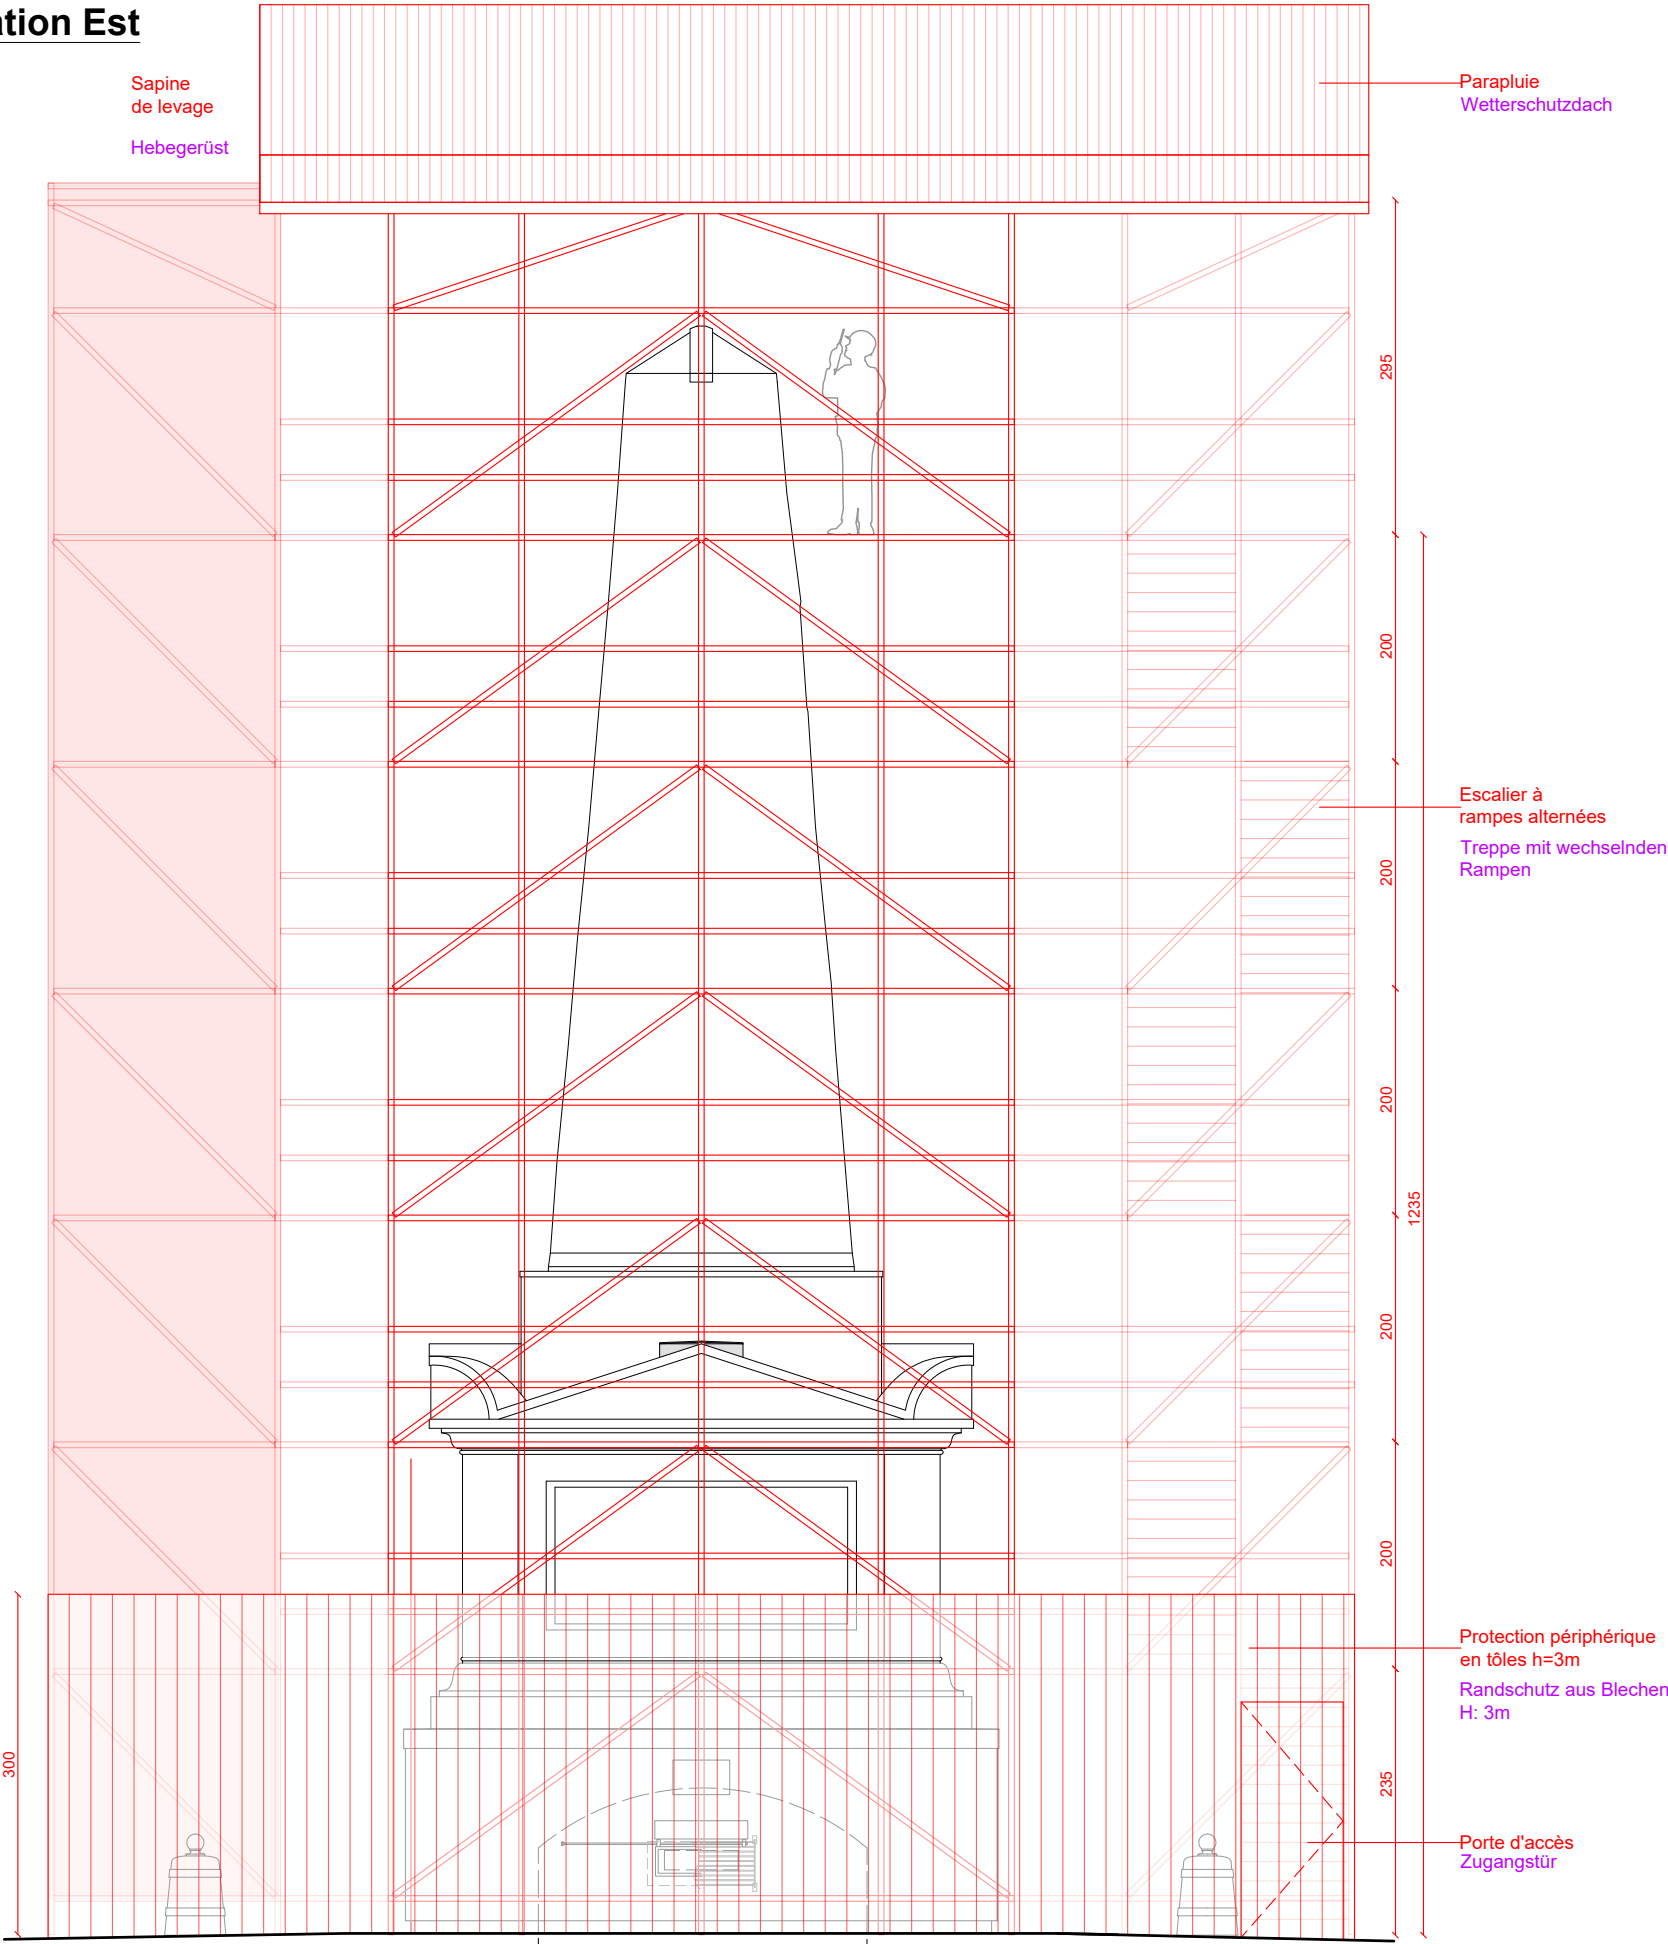 ation Est
Sapine
de levage
Hebegerüst
Parapluie
Wetterschutzdach
295
200
Escalier à
rampes alternées
Treppe mit wechselnden
Rampen
200
200
1235
200
200
Protection périphérique
en tôles h=3m
Randschutz aus Blechen
H: 3m
300
235
Porte d'accès
Zugangstür